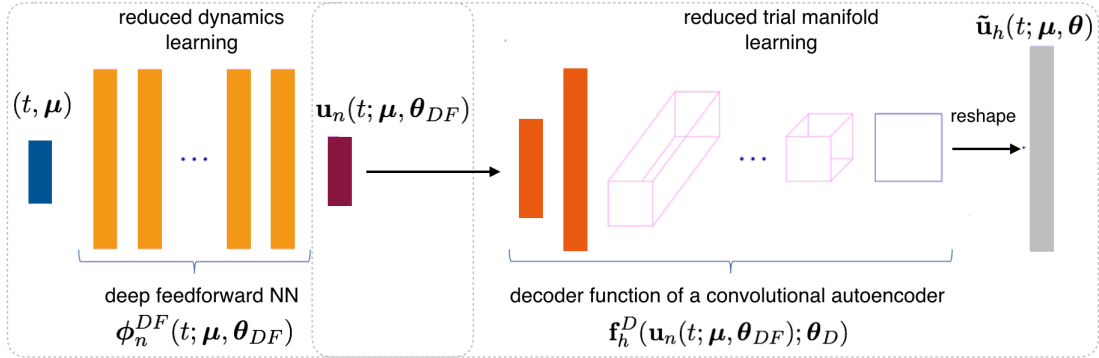 reduced dynamics
learning
reduced trial manifold
learning
ũ_h(t; μ, θ)
(t, μ)
u_n(t; μ, θ_DF)
...
...
reshape
deep feedforward NN
ϕ_n^DF(t; μ, θ_DF)
decoder function of a convolutional autoencoder
f_h^D(u_n(t; μ, θ_DF); θ_D)